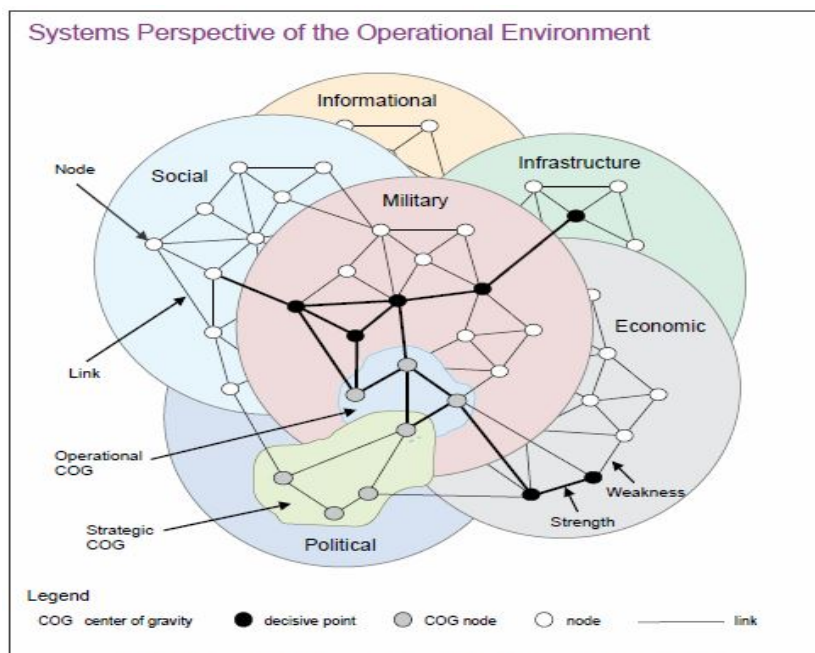 Systems Perspective of the Operational Environment
Informational
Node
Social
Infrastructure
Military
Economic
Link
Operational
COG
Weakness
Strength
Strategic
COG
Political
Legend
COG center of gravity decisive point COG node node link